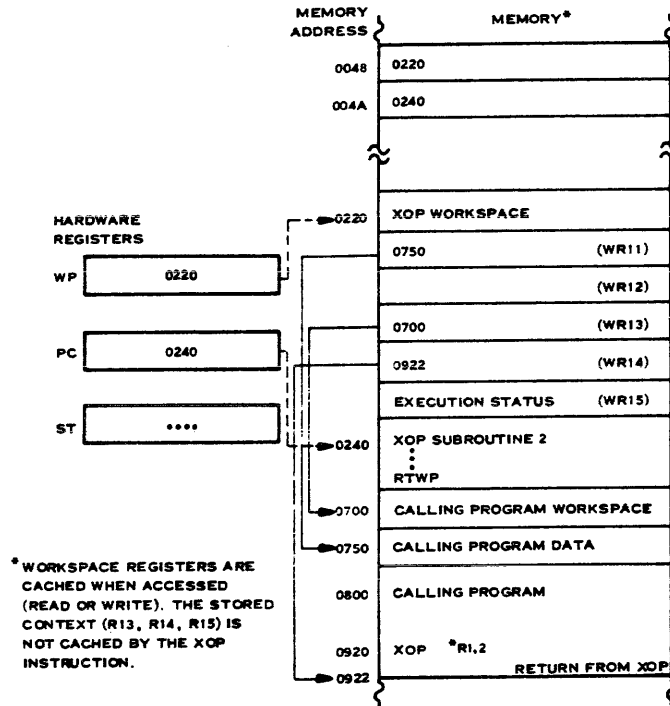 MEMORY ADDRESS
MEMORY*
0048 0220
004A 0240
HARDWARE REGISTERS
0220 XOP WORKSPACE
0750 (WR11)
WP 0220
(WR12)
0700 (WR13)
PC 0240
0922 (WR14)
EXECUTION STATUS (WR15)
ST ••••
0240 XOP SUBROUTINE 2
RTWP
0700 CALLING PROGRAM WORKSPACE
0750 CALLING PROGRAM DATA
0800 CALLING PROGRAM
0920 XOP *R1,2
RETURN FROM XOP
0922
*WORKSPACE REGISTERS ARE
CACHED WHEN ACCESSED
(READ OR WRITE). THE STORED
CONTEXT (R13, R14, R15) IS
NOT CACHED BY THE XOP
INSTRUCTION.